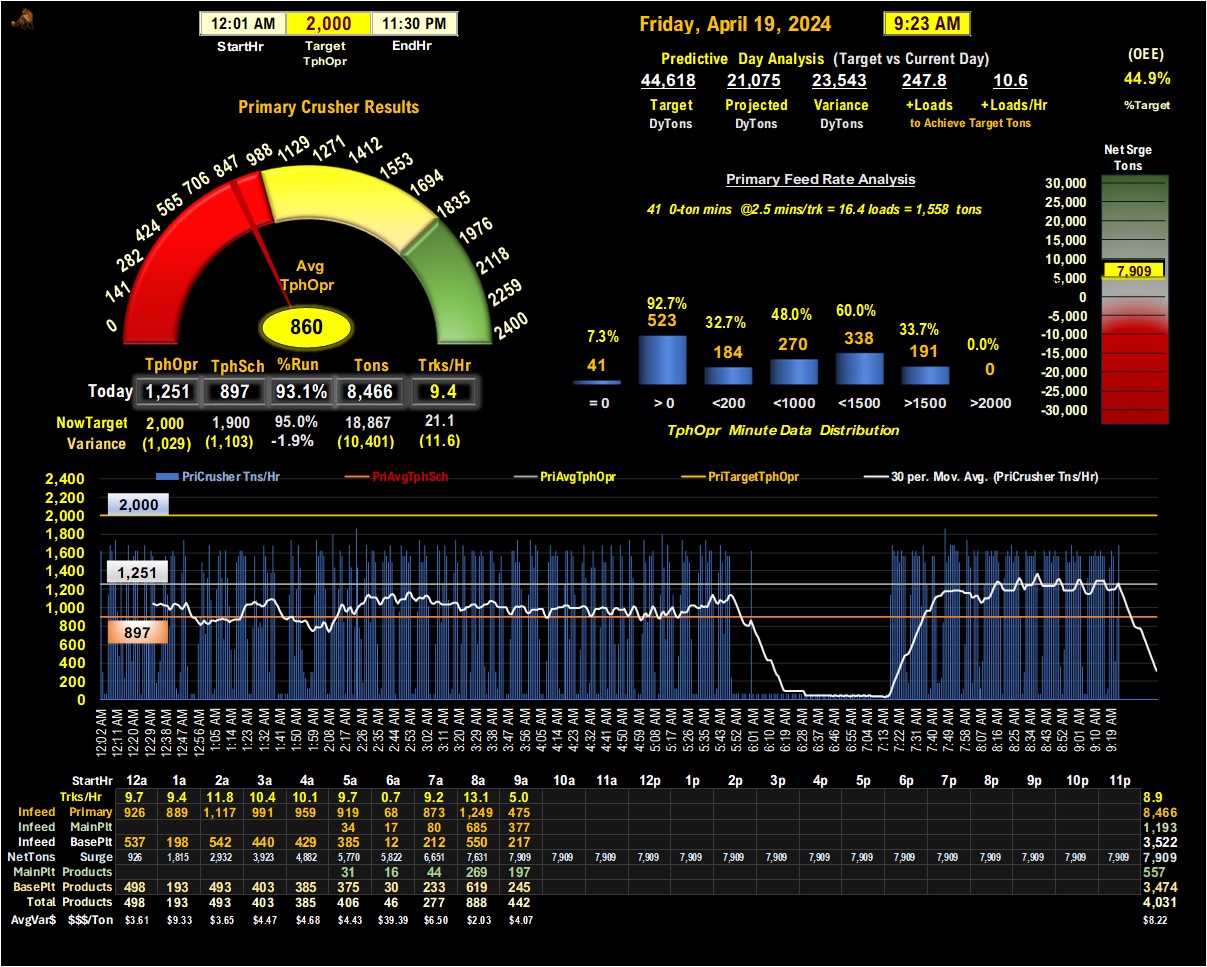 12:01 AM 2,000 11:30 PM
StartHr Target EndHr
TphOpr
Friday, April 19, 2024 9:23 AM
Predictive Day Analysis (Target vs Current Day)
44,618 21,075 23,543 247.8 10.6
Target Projected Variance +Loads +Loads/Hr
DyTons DyTons DyTons to Achieve Target Tons
(OEE)
44.9%
%Target
Primary Crusher Results
0 141 282 424 565 706 847 988 1129 1271 1412 1553 1694 1835 1976 2118 2259 2400
Avg
TphOpr
860
TphOpr TphSch %Run Tons Trks/Hr
Today 1,251 897 93.1% 8,466 9.4
NowTarget 2,000 1,900 95.0% 18,867 21.1
Variance (1,029) (1,103) -1.9% (10,401) (11.6)
Primary Feed Rate Analysis
41 0-ton mins @2.5 mins/trk = 16.4 loads = 1,558 tons
7.3% 92.7% 32.7% 48.0% 60.0% 33.7% 0.0%
41 523 184 270 338 191 0
= 0 > 0 <200 <1000 <1500 >1500 >2000
TphOpr Minute Data Distribution
Net Srge
Tons
30,000
25,000
20,000
15,000
10,000
7,909
5,000
0
-5,000
-10,000
-15,000
-20,000
-25,000
-30,000
PriCrusher Tns/Hr PriAvgTphSch PriAvgTphOpr PriTargetTphOpr 30 per. Mov. Avg. (PriCrusher Tns/Hr)
2,400
2,200
2,000
1,800
1,600
1,400
1,200
1,000
800
600
400
200
0
2,000
1,251
897
12:02 AM 12:11 AM 12:20 AM 12:29 AM 12:38 AM 12:47 AM 12:56 AM 1:05 AM 1:14 AM 1:23 AM 1:32 AM 1:41 AM 1:50 AM 1:59 AM 2:08 AM 2:17 AM 2:26 AM 2:35 AM 2:44 AM 2:53 AM 3:02 AM 3:11 AM 3:20 AM 3:29 AM 3:38 AM 3:47 AM 3:56 AM 4:05 AM 4:14 AM 4:23 AM 4:32 AM 4:41 AM 4:50 AM 4:59 AM 5:08 AM 5:17 AM 5:26 AM 5:35 AM 5:43 AM 5:52 AM 6:01 AM 6:10 AM 6:19 AM 6:28 AM 6:37 AM 6:46 AM 6:55 AM 7:04 AM 7:13 AM 7:22 AM 7:31 AM 7:40 AM 7:49 AM 7:58 AM 8:07 AM 8:16 AM 8:25 AM 8:34 AM 8:43 AM 8:52 AM 9:01 AM 9:10 AM 9:19 AM
StartHr 12a 1a 2a 3a 4a 5a 6a 7a 8a 9a 10a 11a 12p 1p 2p 3p 4p 5p 6p 7p 8p 9p 10p 11p
Trks/Hr 9.7 9.4 11.8 10.4 10.1 9.7 0.7 9.2 13.1 5.0 8.9
Infeed Primary 926 889 1,117 991 959 919 68 873 1,249 475 8,466
Infeed MainPlt 34 17 80 685 377 1,193
Infeed BasePlt 537 198 542 440 429 385 12 212 550 217 3,522
NetTons Surge 926 1,815 2,932 3,923 4,882 5,770 5,822 6,651 7,631 7,909 7,909 7,909 7,909 7,909 7,909 7,909 7,909 7,909 7,909 7,909 7,909 7,909 7,909 7,909 7,909
MainPlt Products 31 16 44 269 197 557
BasePlt Products 498 193 493 403 385 375 30 233 619 245 3,474
Total Products 498 193 493 403 385 406 46 277 888 442 4,031
AvgVar$ $$$/Ton $3.61 $9.33 $3.65 $4.47 $4.68 $4.43 $39.39 $6.50 $2.03 $4.07 $8.22